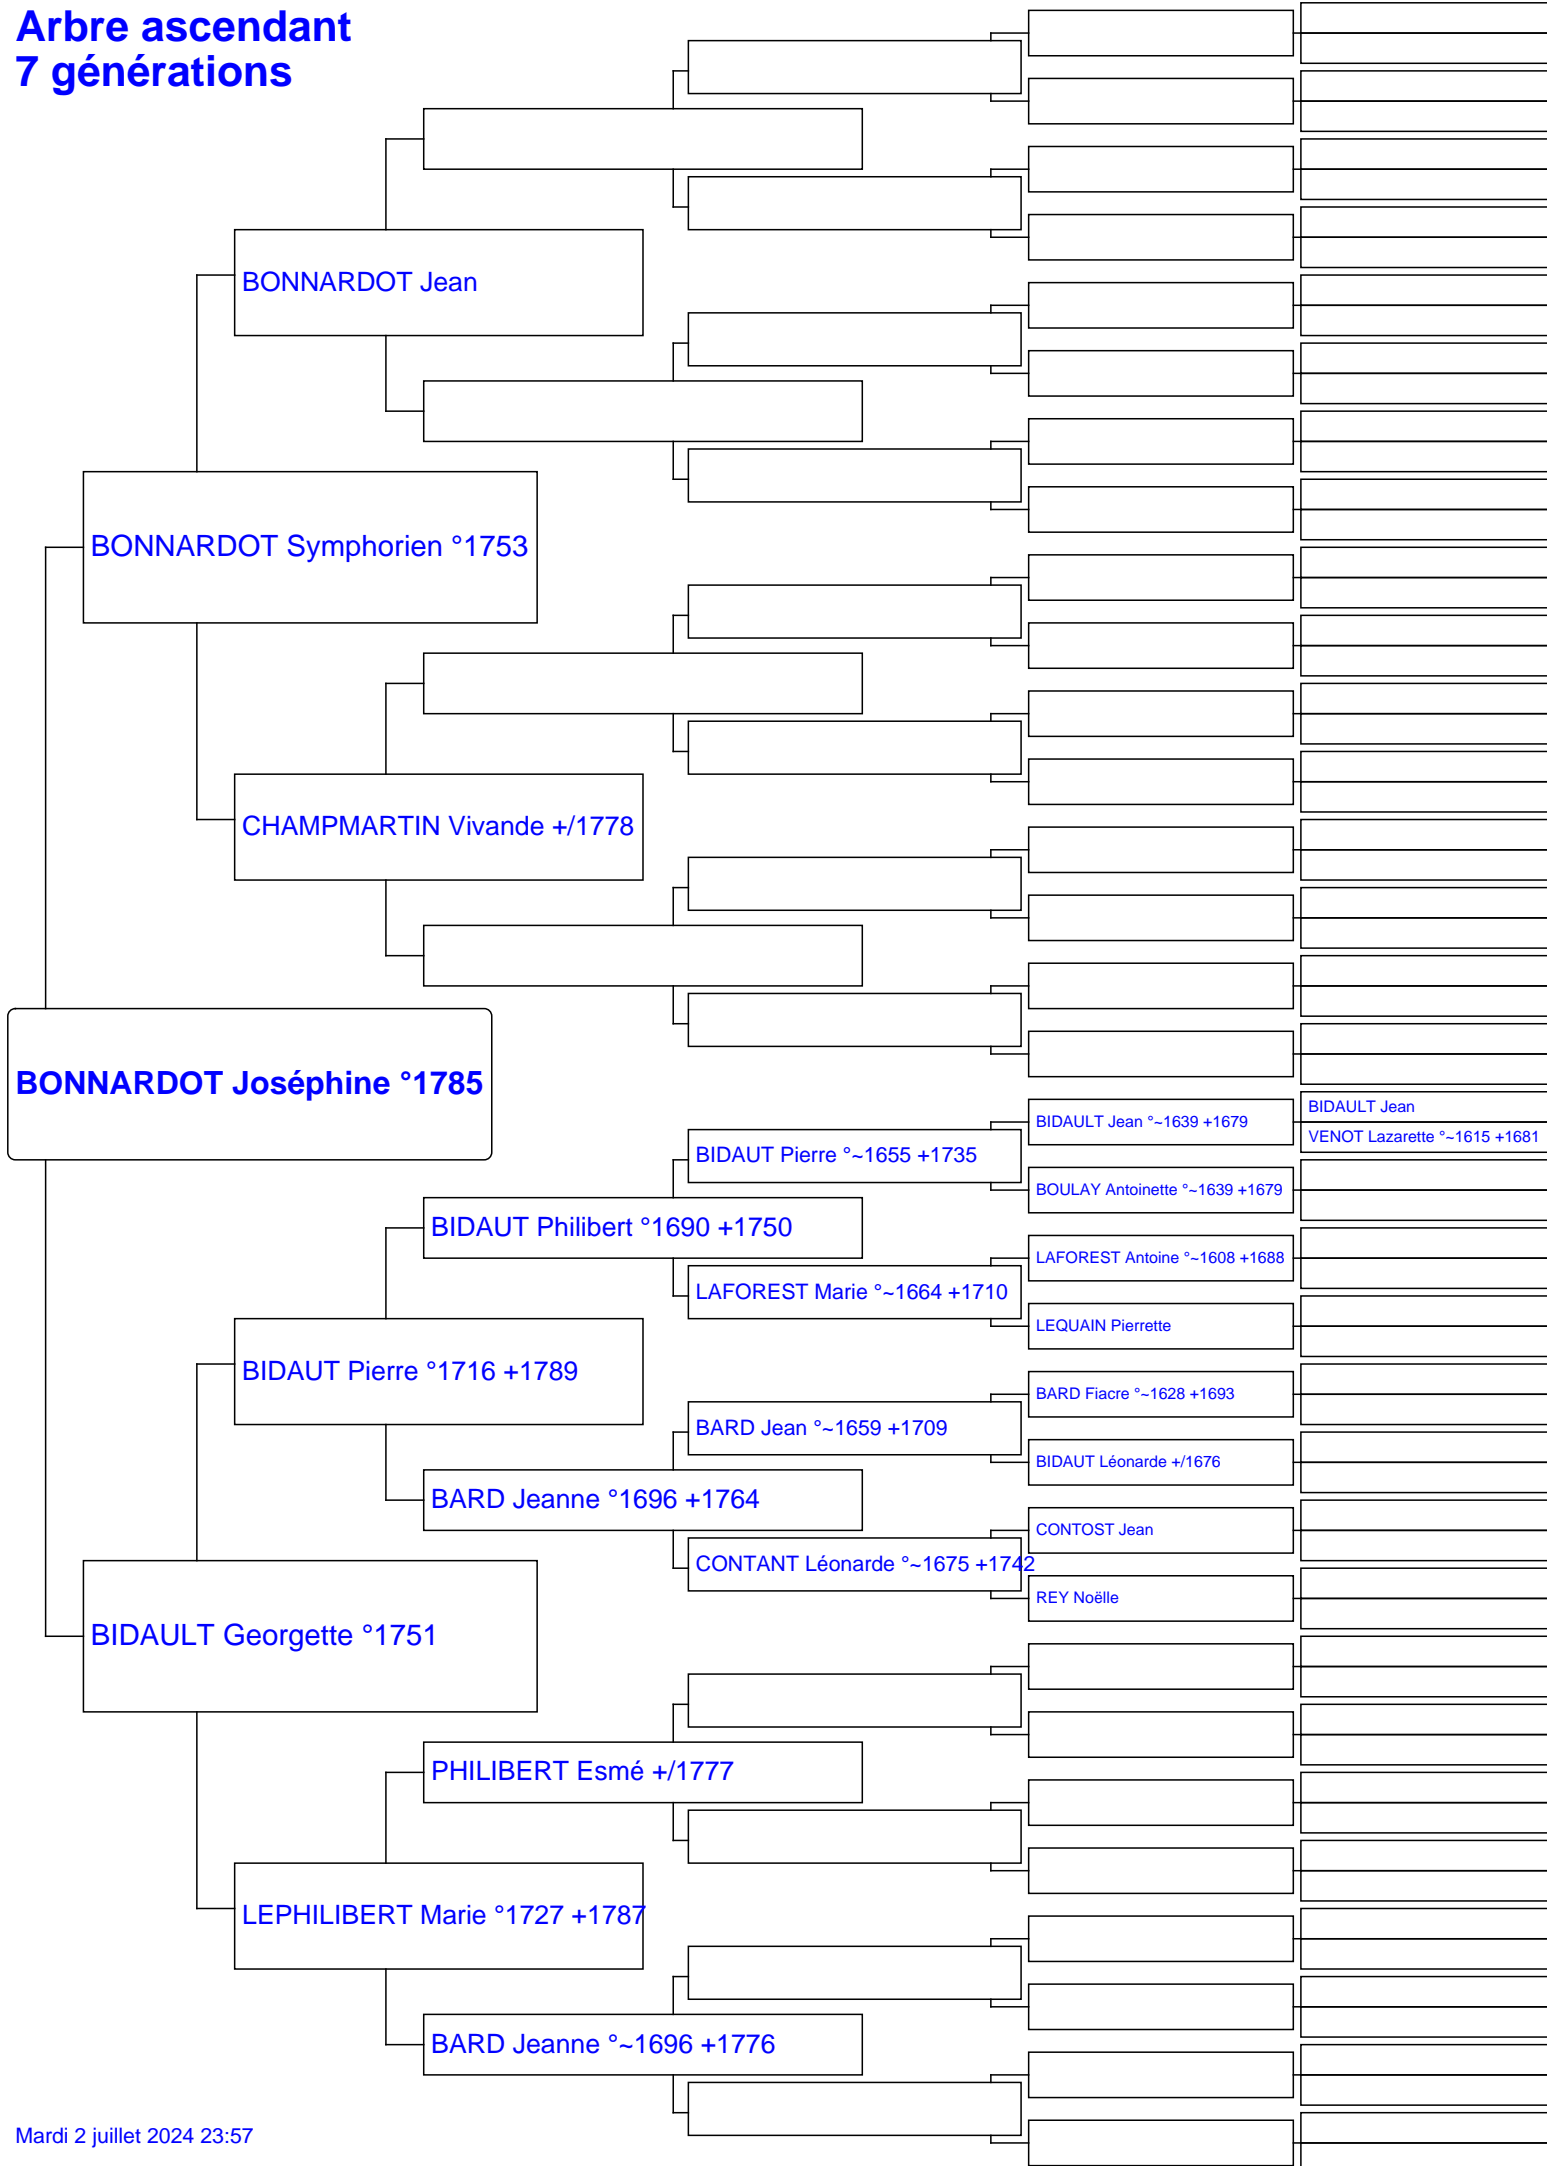 Arbre ascendant
7 générations
BONNARDOT Jean
BONNARDOT Symphorien °1753
CHAMPMARTIN Vivande +/1778
BONNARDOT Joséphine °1785
BIDAULT Jean
BIDAULT Jean °~1639 +1679
VENOT Lazarette °~1615 +1681
BIDAUT Pierre °~1655 +1735
BOULAY Antoinette °~1639 +1679
BIDAUT Philibert °1690 +1750
LAFOREST Antoine °~1608 +1688
LAFOREST Marie °~1664 +1710
LEQUAIN Pierrette
BIDAUT Pierre °1716 +1789
BARD Fiacre °~1628 +1693
BARD Jean °~1659 +1709
BIDAUT Léonarde +/1676
BARD Jeanne °1696 +1764
CONTOST Jean
CONTANT Léonarde °~1675 +1742
REY Noëlle
BIDAULT Georgette °1751
PHILIBERT Esmé +/1777
LEPHILIBERT Marie °1727 +1787
BARD Jeanne °~1696 +1776
Mardi 2 juillet 2024 23:57